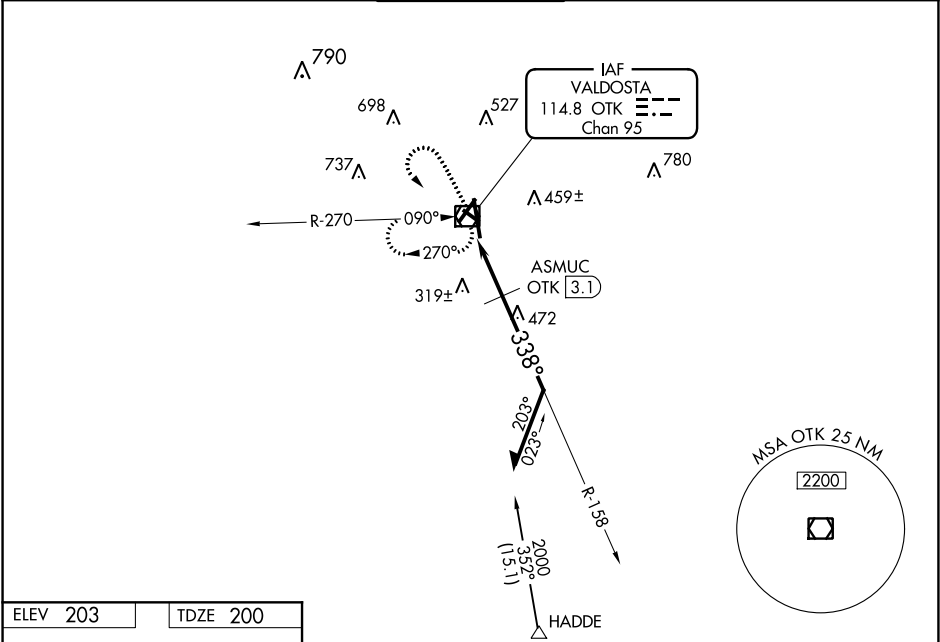 790
IAF
VALDOSTA
114.8 OTK
Chan 95
698
527
737
780
459±
R-270
090°
270°
ASMUC
OTK 3.1
319±
472
338°
203°
023°
R-158
MSA OTK 25 NM
2200
2000
352°
(15.1)
HADDE
ELEV 203
TDZE 200